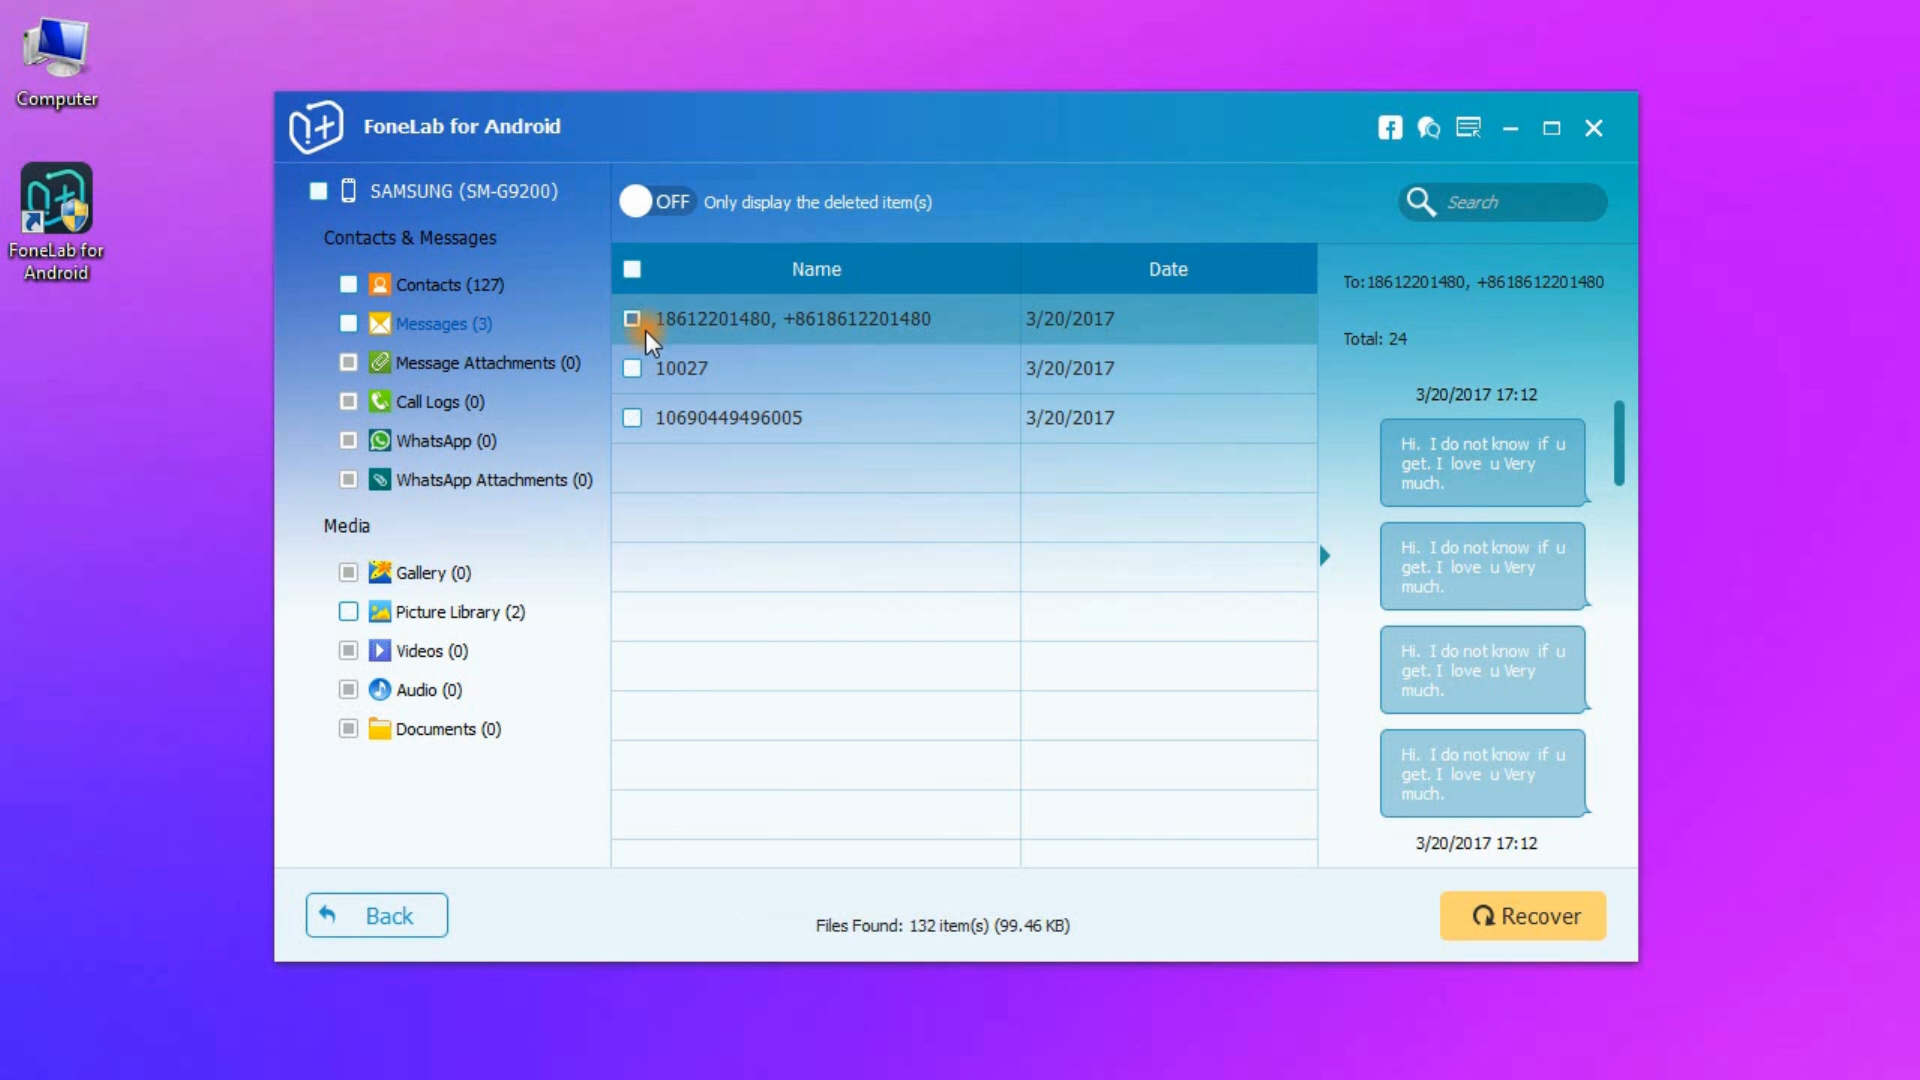 Computer
FoneLab for
Android
FoneLab for Android
SAMSUNG (SM-G9200)
Contacts & Messages
Contacts (127)
Messages (3)
Message Attachments (0)
Call Logs (0)
WhatsApp (0)
WhatsApp Attachments (0)
Media
Gallery (0)
Picture Library (2)
Videos (0)
Audio (0)
Documents (0)
OFF Only display the deleted item(s)
Search
Name Date
18612201480, +8618612201480 3/20/2017
10027 3/20/2017
10690449496005 3/20/2017
To:18612201480, +8618612201480
Total: 24
3/20/2017 17:12
Hi. I do not know if u
get. I love u Very
much.
Hi. I do not know if u
get. I love u Very
much.
Hi. I do not know if u
get. I love u Very
much.
Hi. I do not know if u
get. I love u Very
much.
3/20/2017 17:12
Back
Files Found: 132 item(s) (99.46 KB)
Recover